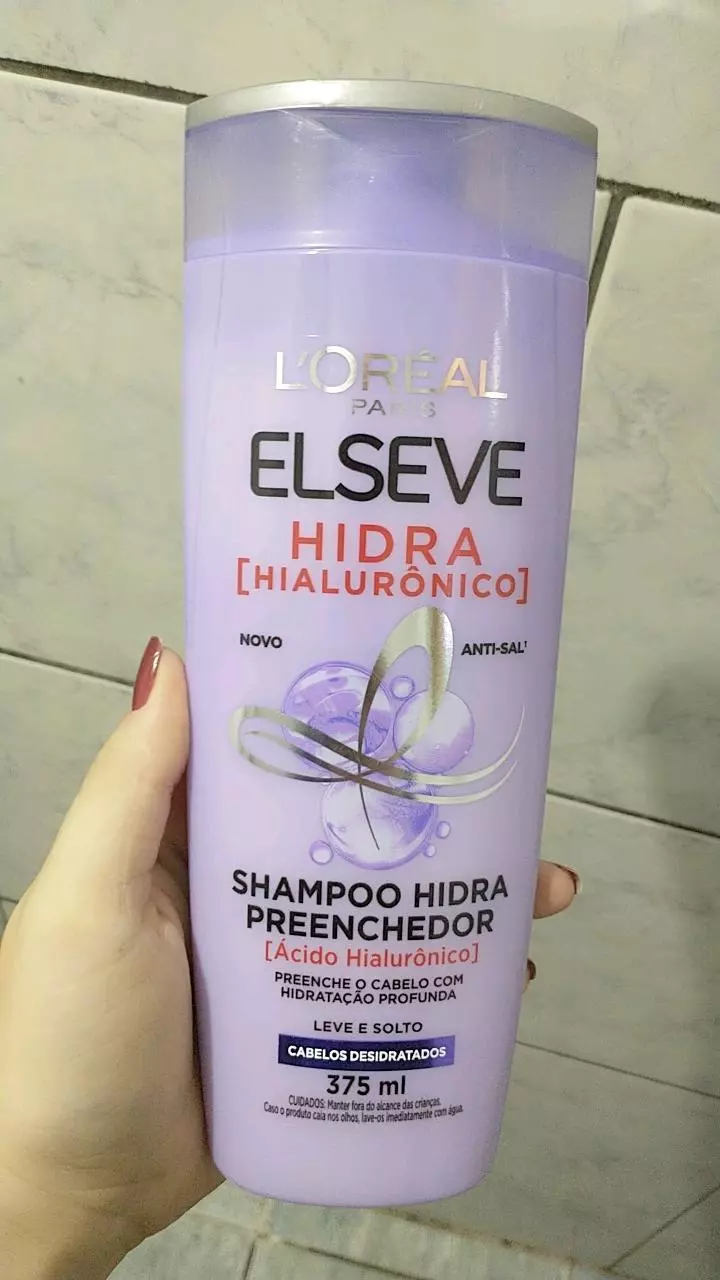 L'ORÉAL
PARIS
ELSEVE
HIDRA
[HIALURÔNICO]
NOVO
ANTI-SAL¹
SHAMPOO HIDRA
PREENCHEDOR
[Ácido Hialurônico]
PREENCHE O CABELO COM
HIDRATAÇÃO PROFUNDA
LEVE E SOLTO
CABELOS DESIDRATADOS
375 ml
CUIDADOS: Manter fora do alcance das crianças.
Caso o produto caia nos olhos, lave-os imediatamente com água.